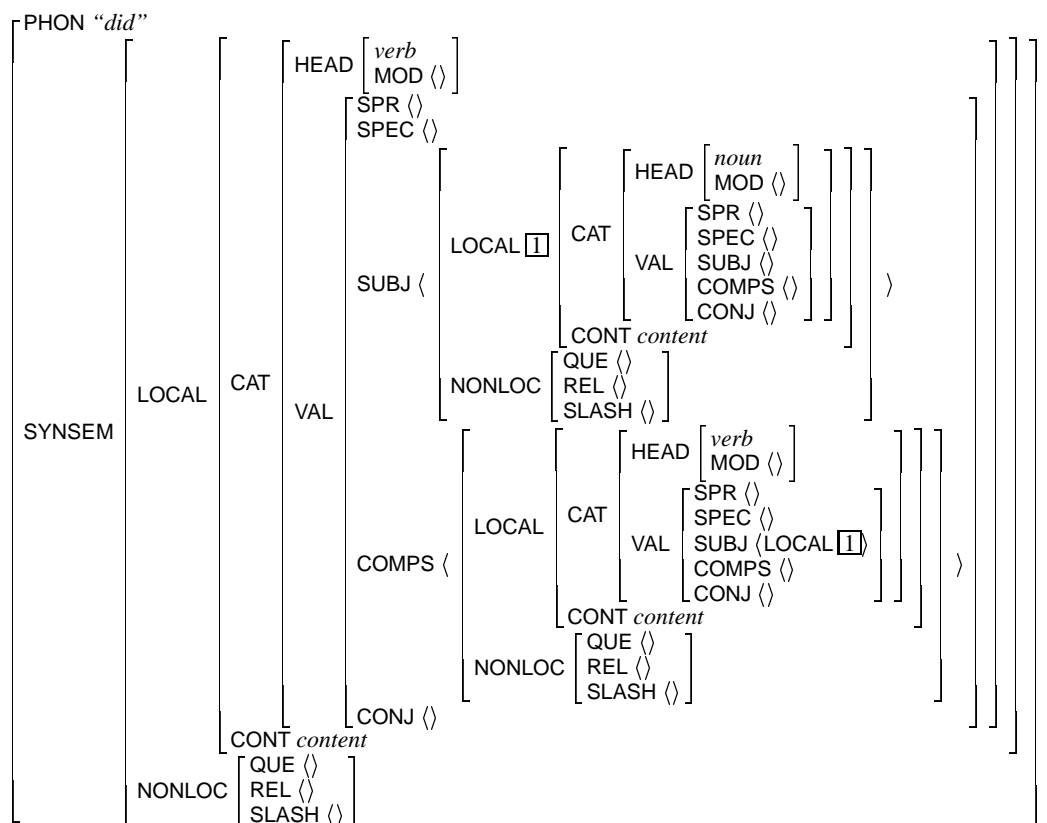 PHON “did”
HEAD verb
MOD ⟨⟩
SPR ⟨⟩
SPEC ⟨⟩
HEAD noun
MOD ⟨⟩
SPR ⟨⟩
SPEC ⟨⟩
LOCAL 1 CAT
VAL SUBJ ⟨⟩
SUBJ ⟨ COMPS ⟨⟩ ⟩
CONJ ⟨⟩
CONT content
QUE ⟨⟩
CAT NONLOC REL ⟨⟩
LOCAL VAL SLASH ⟨⟩
SYNSEM HEAD verb
MOD ⟨⟩
SPR ⟨⟩
LOCAL CAT SPEC ⟨⟩
VAL SUBJ ⟨LOCAL 1⟩
COMPS ⟨ COMPS ⟨⟩ ⟩
CONJ ⟨⟩
CONT content
QUE ⟨⟩
NONLOC REL ⟨⟩
SLASH ⟨⟩
CONJ ⟨⟩
CONT content
QUE ⟨⟩
NONLOC REL ⟨⟩
SLASH ⟨⟩